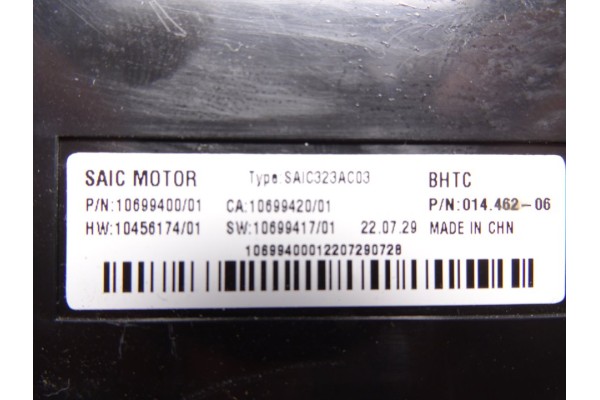 SAIC MOTOR Type:SAIC323AC03 BHTC
P/N:10699400/01 CA:10699420/01 P/N:014.462-06
HW:10456174/01 SW:10699417/01 22.07.29 MADE IN CHN
10699400012207290728